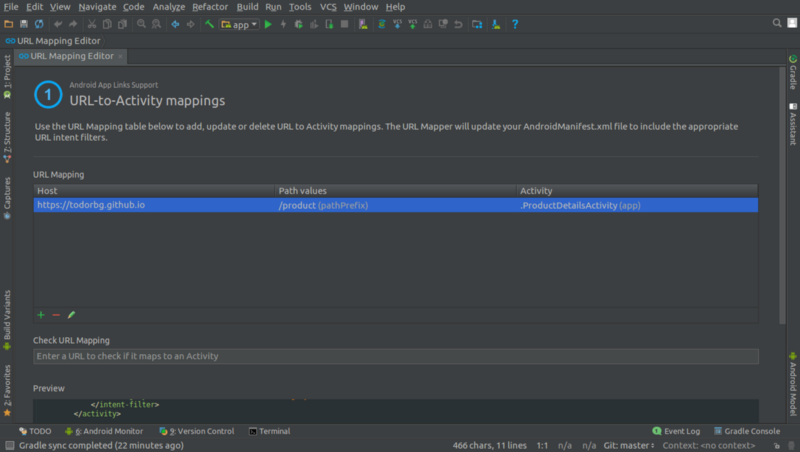 File Edit View Navigate Code Analyze Refactor Build Run Tools VCS Window Help
app
URL Mapping Editor
URL Mapping Editor
1: Project
7: Structure
Captures
Build Variants
2: Favorites
1
Android App Links Support
URL-to-Activity mappings
Use the URL Mapping table below to add, update or delete URL to Activity mappings. The URL Mapper will update your AndroidManifest.xml file to include the appropriate
URL intent filters.
URL Mapping
Host Path values Activity
https://todorbg.github.io /product (pathPrefix) .ProductDetailsActivity (app)
Check URL Mapping
Enter a URL to check if it maps to an Activity
Preview
</intent-filter>
</activity>
Gradle
Assistant
Android Model
TODO 6: Android Monitor 9: Version Control Terminal Event Log Gradle Console
Gradle sync completed (22 minutes ago) 466 chars, 11 lines 1:1 n/a n/a Git: master Context: <no context>